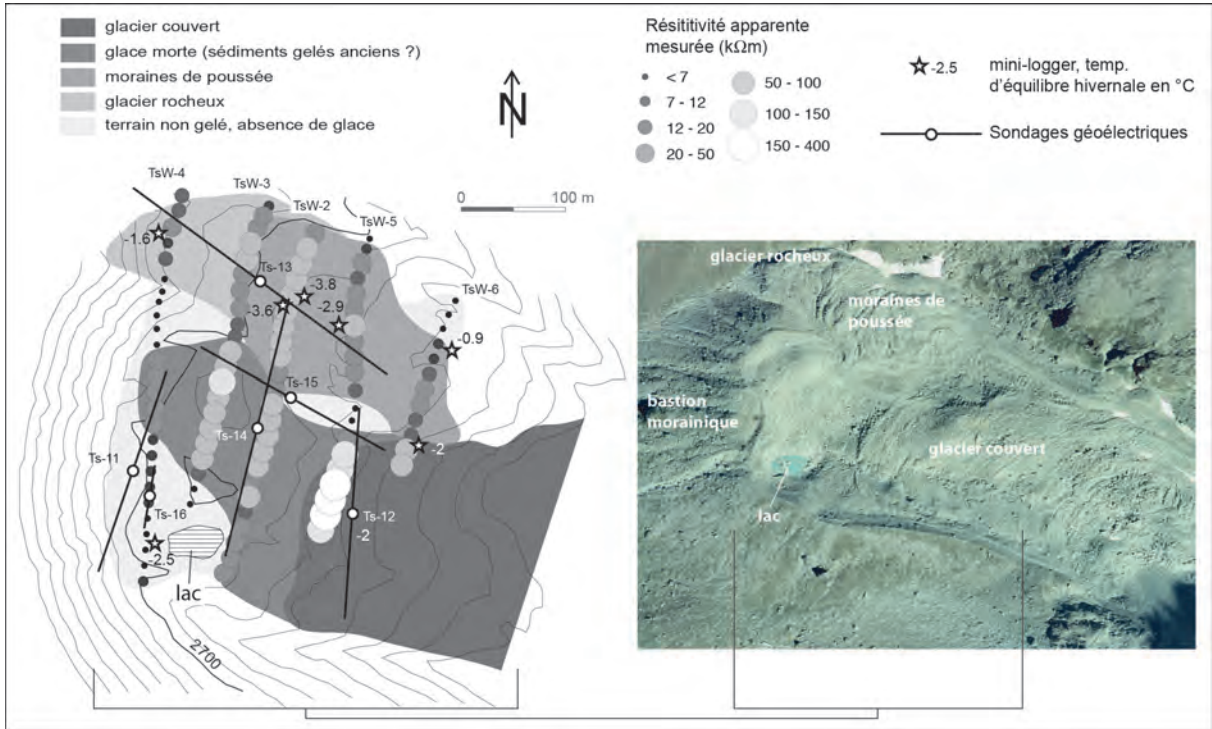 glacier couvert
glace morte (sédiments gelés anciens ?)
moraines de poussée
glacier rocheux
terrain non gelé, absence de glace
N
Résititivité apparente
mesurée (kΩm)
< 7
7 - 12
12 - 20
20 - 50
50 - 100
100 - 150
150 - 400
-2.5
mini-logger, temp.
d'équilibre hivernale en °C
Sondages géoélectriques
0 100 m
TsW-4
TsW-3
TsW-2
TsW-5
TsW-6
-1.6
Ts-13
-3.8
-3.6
-2.9
-0.9
Ts-15
Ts-14
-2
Ts-11
Ts-16
Ts-12
-2
-2.5
lac
2700
glacier rocheux
moraines de
poussée
bastion
morainique
glacier couvert
lac